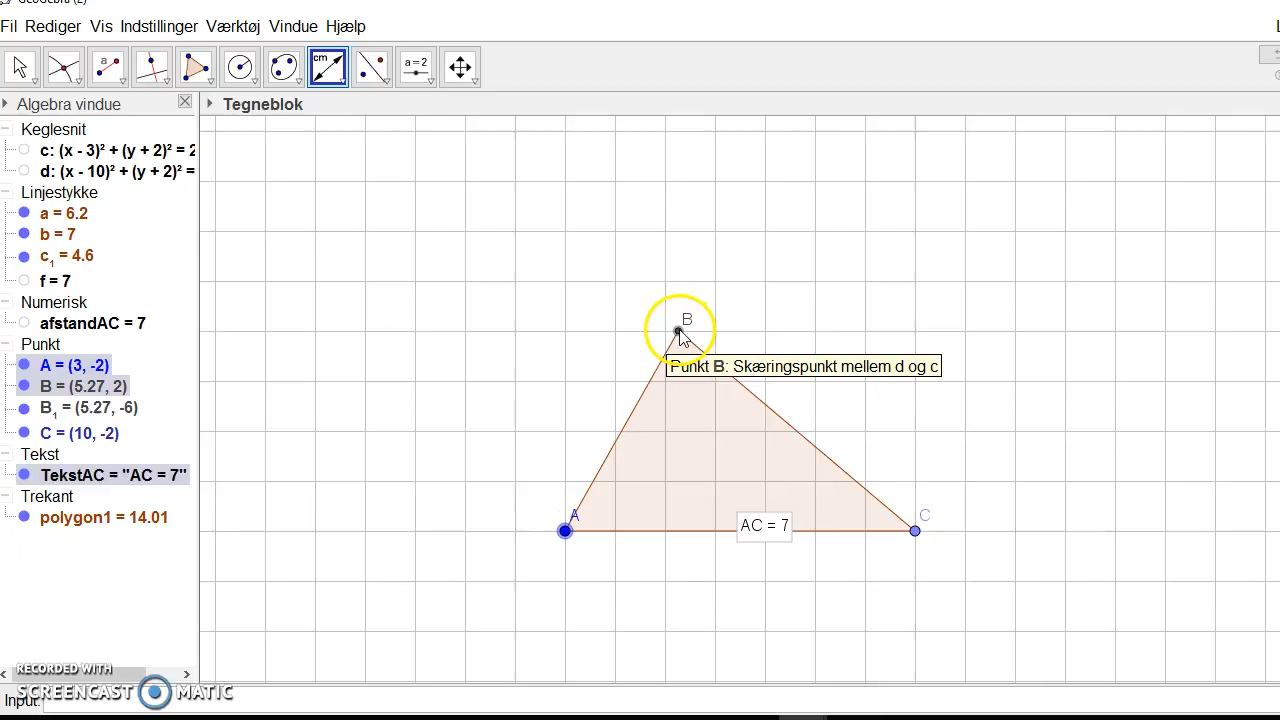 GeoGebra (2)
Fil Rediger Vis Indstillinger Værktøj Vindue Hjælp
a
cm
a = 2
Algebra vindue
Tegneblok
Keglesnit
c: (x - 3)² + (y + 2)² = 2
d: (x - 10)² + (y + 2)² =
Linjestykke
a = 6.2
b = 7
c₁ = 4.6
f = 7
Numerisk
afstandAC = 7
Punkt
A = (3, -2)
B = (5.27, 2)
B₁ = (5.27, -6)
C = (10, -2)
Tekst
TekstAC = "AC = 7"
Trekant
polygon1 = 14.01
B
Punkt B: Skæringspunkt mellem d og c
A
AC = 7
C
RECORDED WITH
SCREENCAST MATIC
Input: